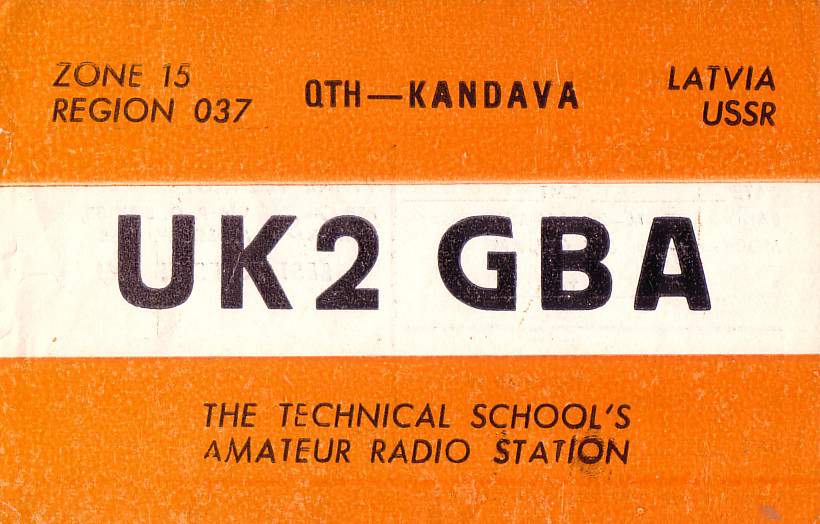 ZONE 15
REGION 037
QTH—KANDAVA
LATVIA
USSR
UK2 GBA
THE TECHNICAL SCHOOL'S
AMATEUR RADIO STATION